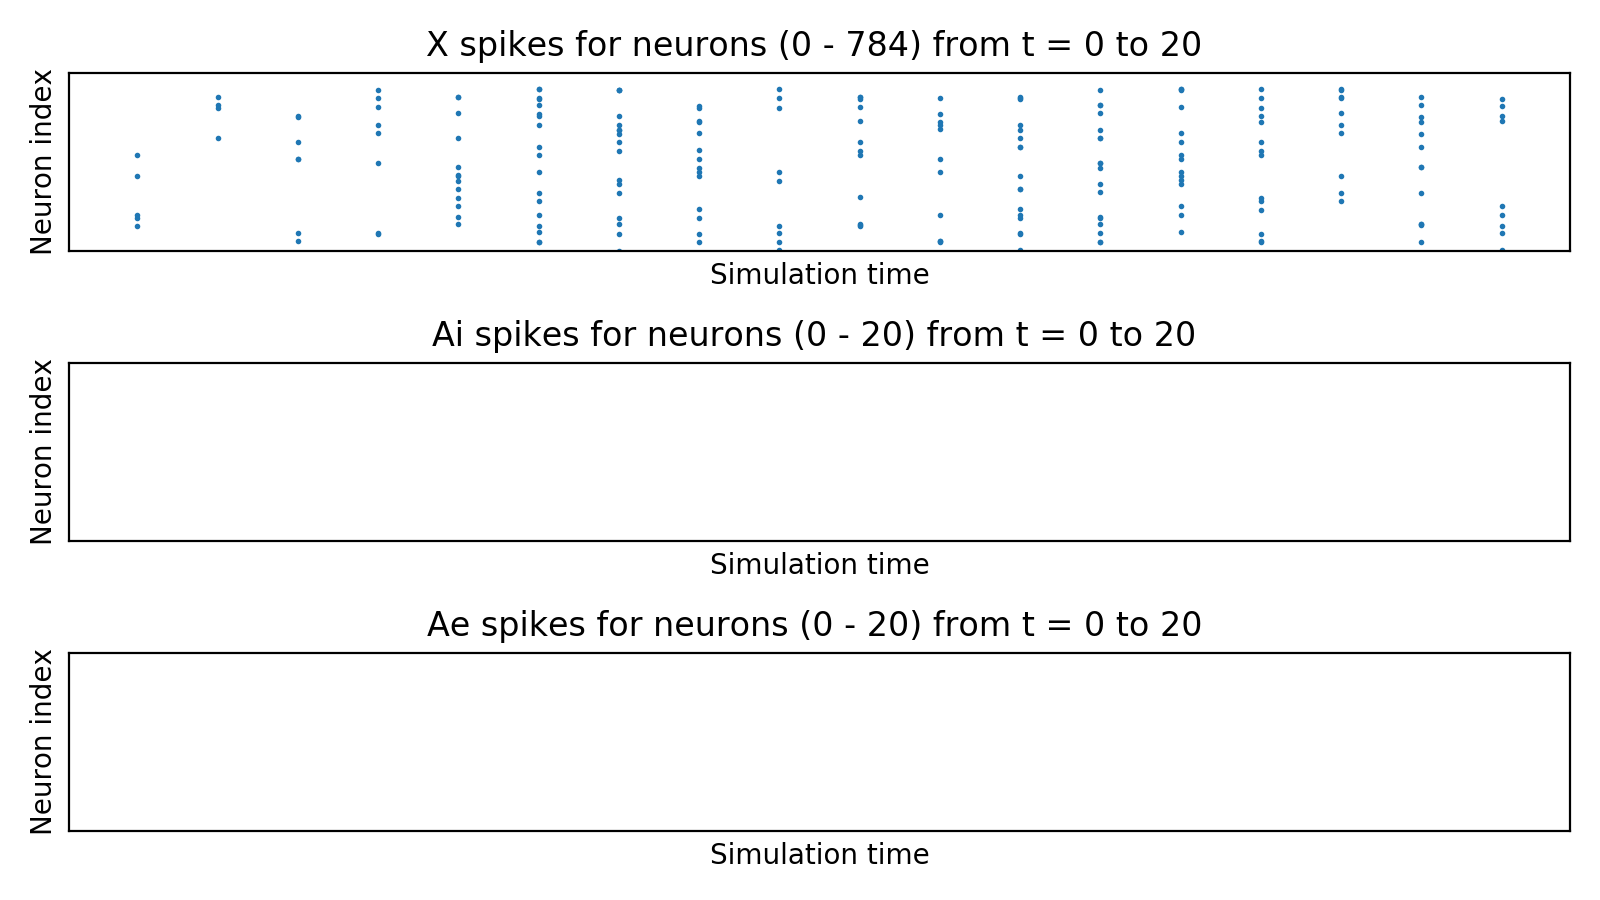 X spikes for neurons (0 - 784) from t = 0 to 20
Neuron index
Simulation time
Ai spikes for neurons (0 - 20) from t = 0 to 20
Neuron index
Simulation time
Ae spikes for neurons (0 - 20) from t = 0 to 20
Neuron index
Simulation time